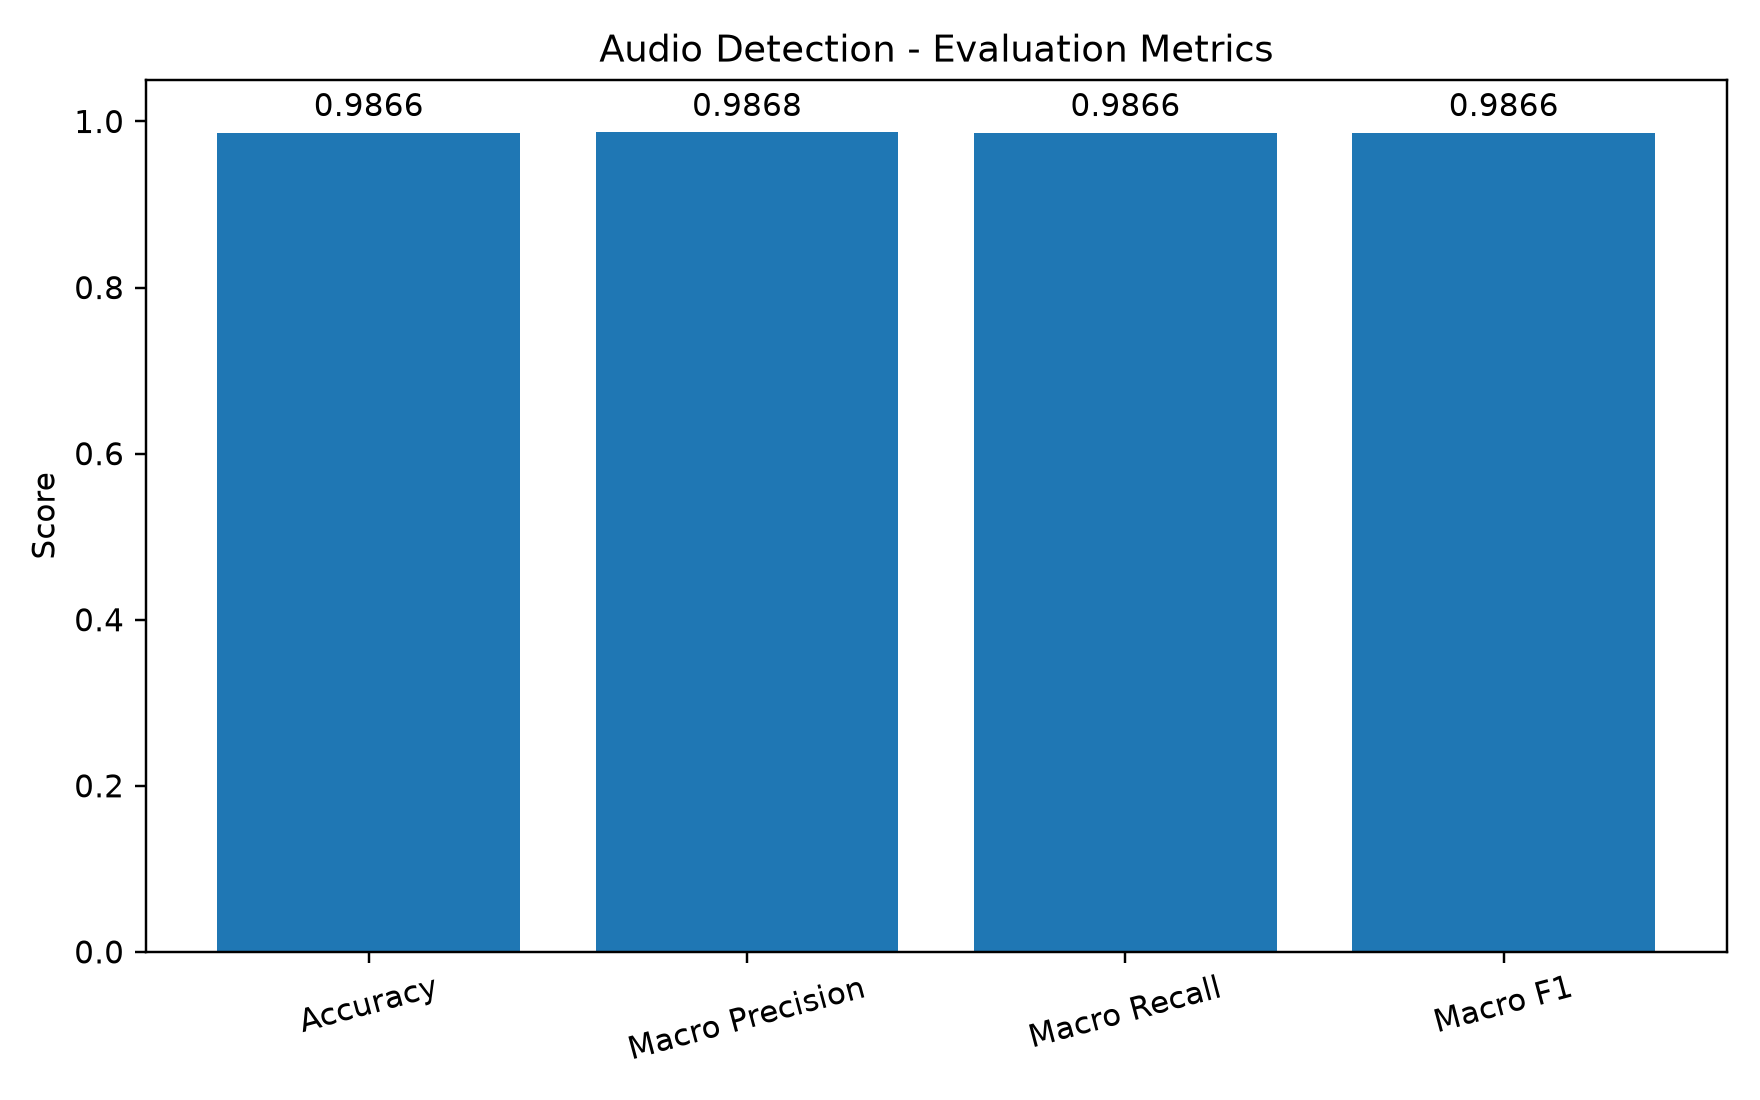 Audio Detection - Evaluation Metrics
0.9866 0.9868 0.9866 0.9866
1.0
0.8
0.6
0.4
0.2
0.0
Score
Accuracy Macro Precision Macro Recall Macro F1